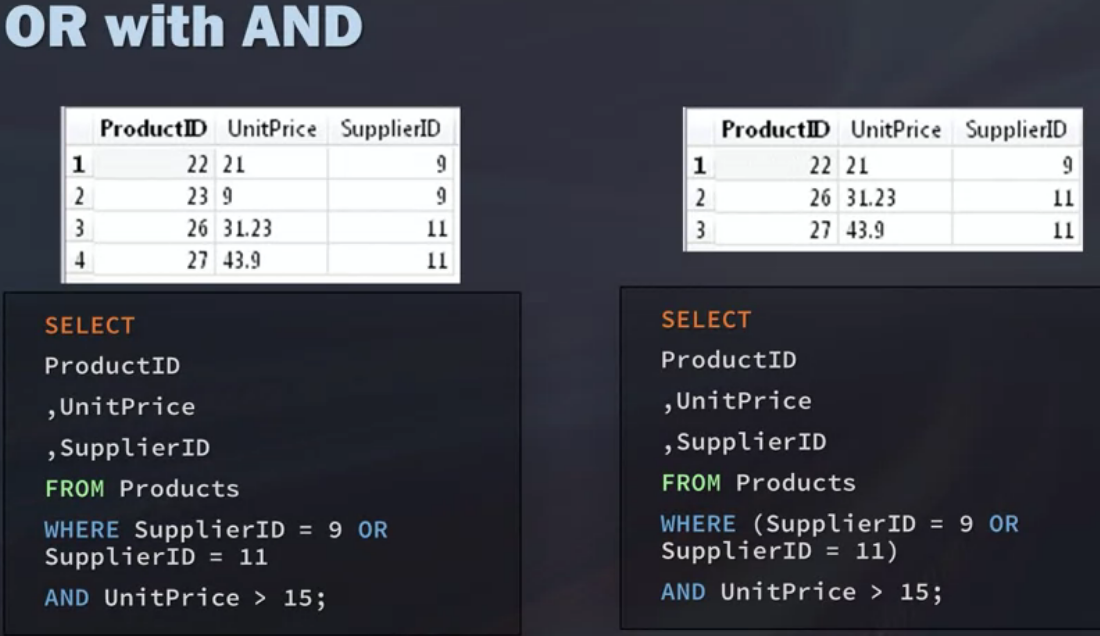 OR with AND
ProductID UnitPrice SupplierID
1 22 21 9
2 23 9 9
3 26 31.23 11
4 27 43.9 11
SELECT
ProductID
,UnitPrice
,SupplierID
FROM Products
WHERE SupplierID = 9 OR
SupplierID = 11
AND UnitPrice > 15;
ProductID UnitPrice SupplierID
1 22 21 9
2 26 31.23 11
3 27 43.9 11
SELECT
ProductID
,UnitPrice
,SupplierID
FROM Products
WHERE (SupplierID = 9 OR
SupplierID = 11)
AND UnitPrice > 15;